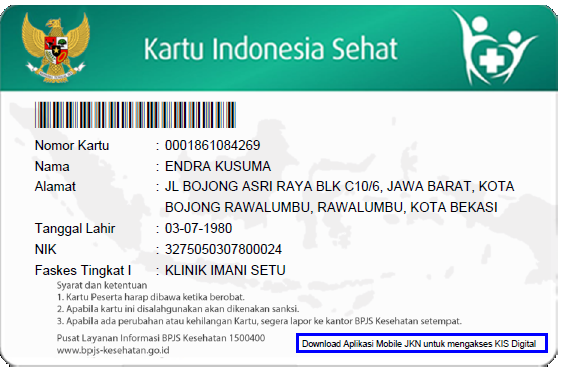 Kartu Indonesia Sehat
Nomor Kartu : 0001861084269
Nama : ENDRA KUSUMA
Alamat : JL BOJONG ASRI RAYA BLK C10/6, JAWA BARAT, KOTA
BOJONG RAWALUMBU, RAWALUMBU, KOTA BEKASI
Tanggal Lahir : 03-07-1980
NIK : 3275050307800024
Faskes Tingkat I : KLINIK IMANI SETU
Syarat dan ketentuan
1. Kartu Peserta harap dibawa ketika berobat.
2. Apabila kartu ini disalahgunakan akan dikenakan sanksi.
3. Apabila ada perubahan atau kehilangan Kartu, segera lapor ke kantor BPJS Kesehatan setempat.
Pusat Layanan Informasi BPJS Kesehatan 1500400
www.bpjs-kesehatan.go.id
Download Aplikasi Mobile JKN untuk mengakses KIS Digital